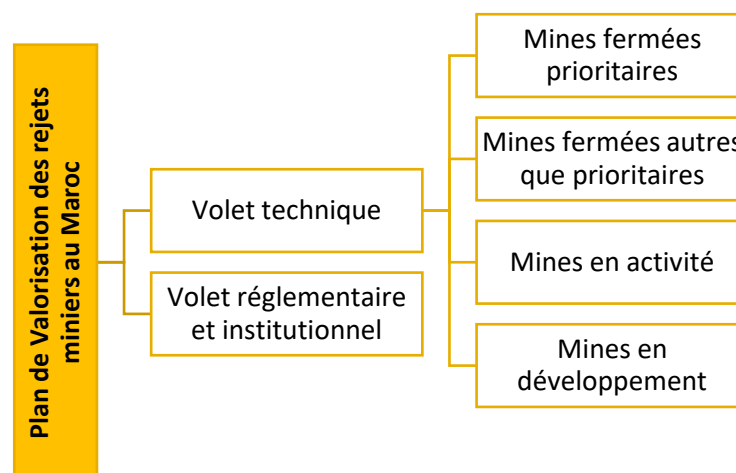 Plan de Valorisation des rejets
miniers au Maroc
Volet technique
Volet réglementaire
et institutionnel
Mines fermées
prioritaires
Mines fermées autres
que prioritaires
Mines en activité
Mines en
développement